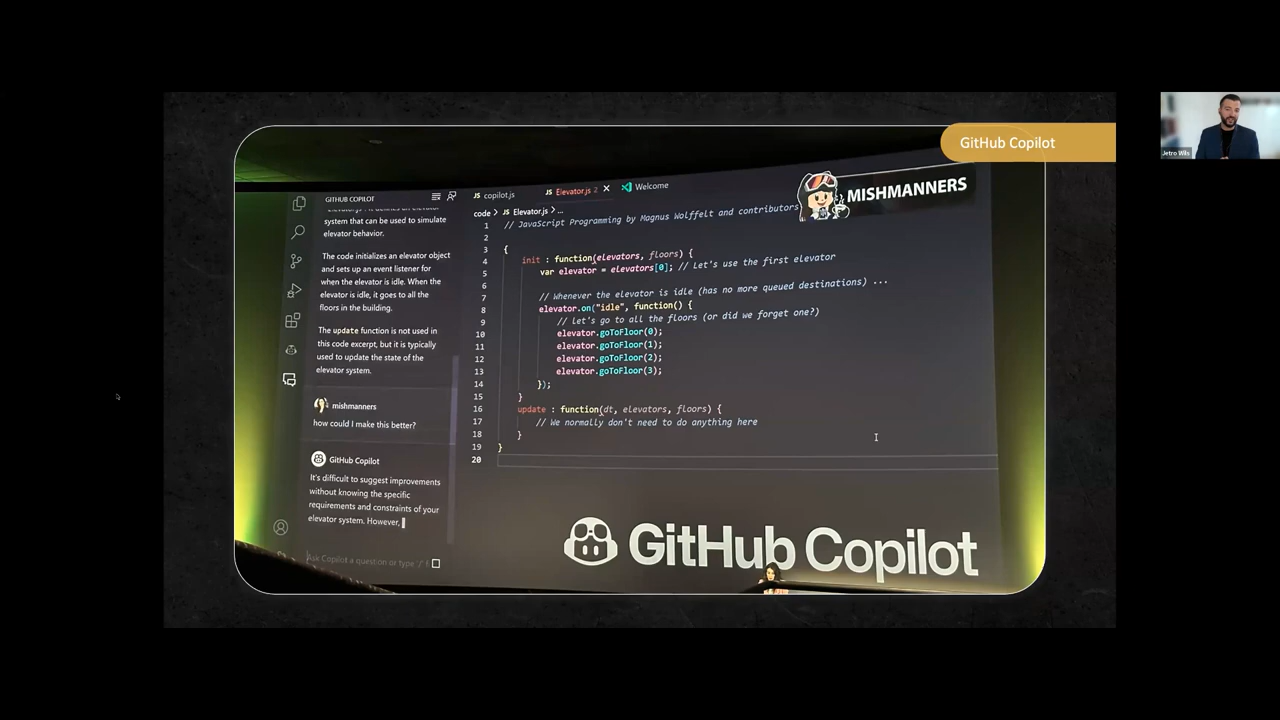 GitHub Copilot
Jetro Wils
MISHMANNERS
GITHUB COPILOT
system that can be used to simulate
elevator behavior.
The code initializes an elevator object
and sets up an event listener for
when the elevator is idle. When the
elevator is idle, it goes to all the
floors in the building.
The update function is not used in
this code excerpt, but it is typically
used to update the state of the
elevator system.
mishmanners
how could I make this better?
GitHub Copilot
It's difficult to suggest improvements
without knowing the specific
requirements and constraints of your
elevator system. However,
Ask Copilot a question or type '/'
JS copilot.js
JS Elevator.js 2
Welcome
code > JS Elevator.js > ...
1 // JavaScript Programming by Magnus Wolffelt and contributors
2
3 {
4 init : function(elevators, floors) {
5 var elevator = elevators[0]; // Let's use the first elevator
6
7 // Whenever the elevator is idle (has no more queued destinations) ...
8 elevator.on("idle", function() {
9 // Let's go to all the floors (or did we forget one?)
10 elevator.goToFloor(0);
11 elevator.goToFloor(1);
12 elevator.goToFloor(2);
13 elevator.goToFloor(3);
14 });
15 }
16 update : function(dt, elevators, floors) {
17 // We normally don't need to do anything here
18 }
19 }
20
GitHub Copilot